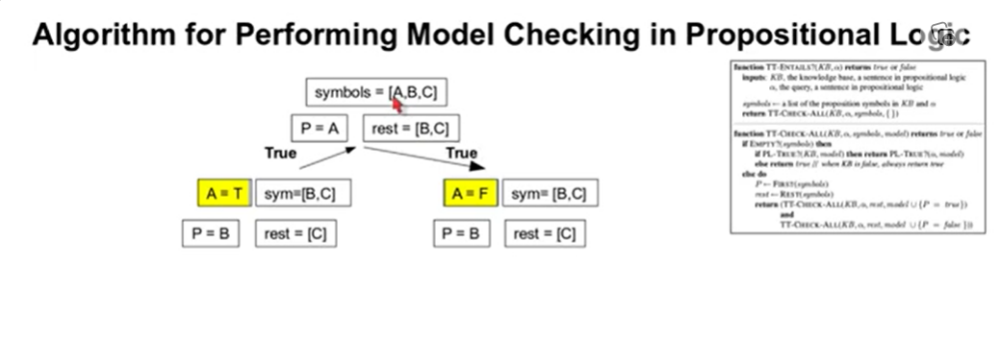 Algorithm for Performing Model Checking in Propositional Logic
symbols = [A,B,C]
P = A rest = [B,C]
True True
A = T sym=[B,C] A = F sym= [B,C]
P = B rest = [C] P = B rest = [C]
function TT-ENTAILS?(KB, α) returns true or false
inputs: KB, the knowledge base, a sentence in propositional logic
α, the query, a sentence in propositional logic
symbols ← a list of the proposition symbols in KB and α
return TT-CHECK-ALL(KB, α, symbols, { })
function TT-CHECK-ALL(KB, α, symbols, model) returns true or false
if EMPTY?(symbols) then
if PL-TRUE?(KB, model) then return PL-TRUE?(α, model)
else return true // when KB is false, always return true
else do
P ← FIRST(symbols)
rest ← REST(symbols)
return (TT-CHECK-ALL(KB, α, rest, model ∪ {P = true})
and
TT-CHECK-ALL(KB, α, rest, model ∪ {P = false }))